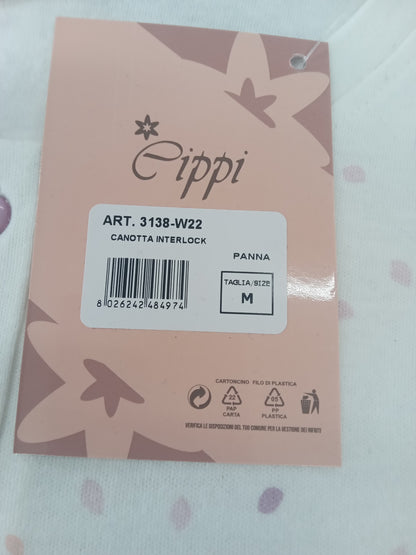 Cippi
ART. 3138-W22
CANOTTA INTERLOCK
PANNA
TAGLIA/SIZE
M
8 026242 484974
CARTONCINO FILO DI PLASTICA
22 05
PAP PP
CARTA PLASTICA
VERIFICA LE DISPOSIZIONI DEL TUO COMUNE PER LA GESTIONE DEI RIFIUTI